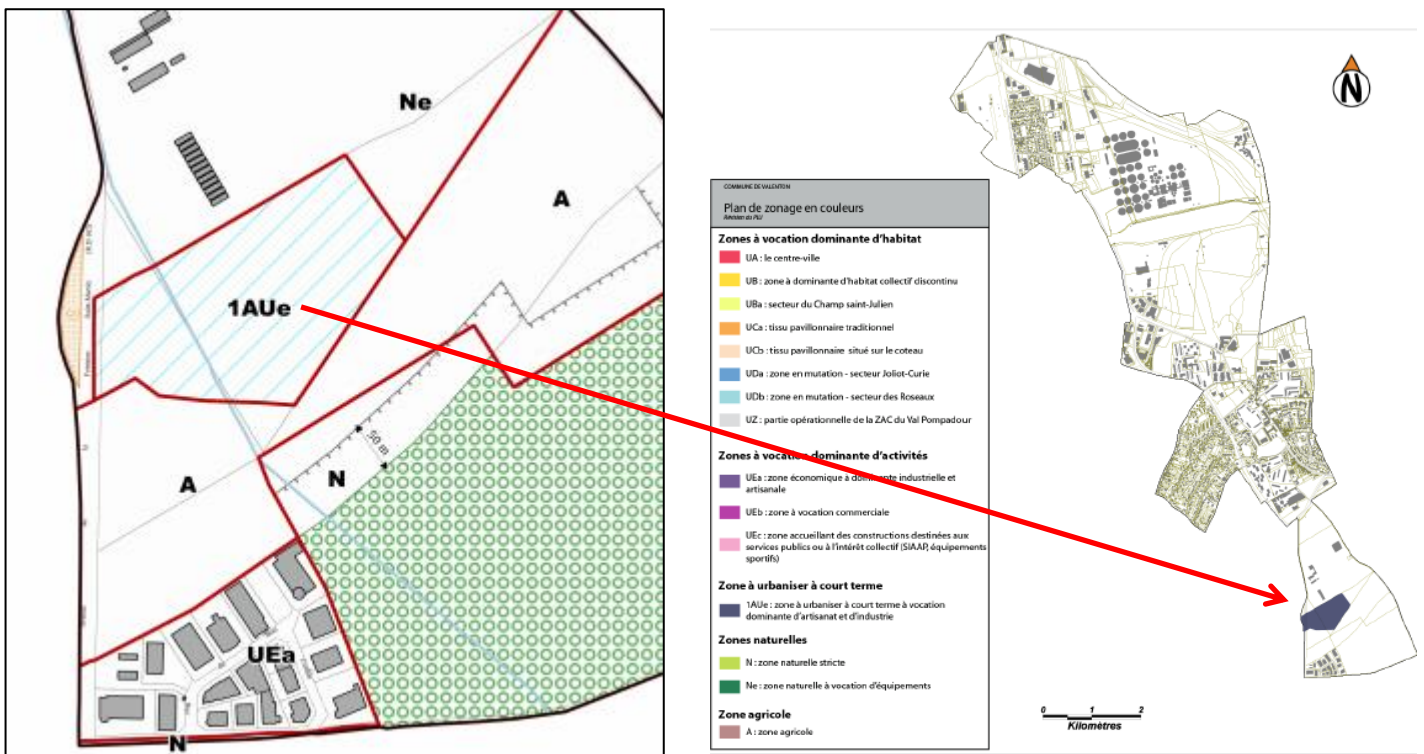 Ne
A
1AUe
50 m
N
A
UEa
N
N
COMMUNE DE VALENTON
Plan de zonage en couleurs
Révision du PLU
Zones à vocation dominante d'habitat
UA : le centre-ville
UB : zone à dominante d'habitat collectif discontinu
UBa : secteur du Champ saint-Julien
UCa : tissu pavillonnaire traditionnel
UCb : tissu pavillonnaire situé sur le coteau
UDa : zone en mutation - secteur Joliot-Curie
UDb : zone en mutation - secteur des Roseaux
UZ : partie opérationnelle de la ZAC du Val Pompadour
Zones à vocation dominante d'activités
UEa : zone économique à dominante industrielle et
artisanale
UEb : zone à vocation commerciale
UEc : zone accueillant des constructions destinées aux
services publics ou à l'intérêt collectif (SIAAP, équipements
sportifs)
Zone à urbaniser à court terme
1AUe : zone à urbaniser à court terme à vocation
dominante d'artisanat et d'industrie
Zones naturelles
N : zone naturelle stricte
Ne : zone naturelle à vocation d'équipements
Zone agricole
A : zone agricole
0 1 2
Kilomètres